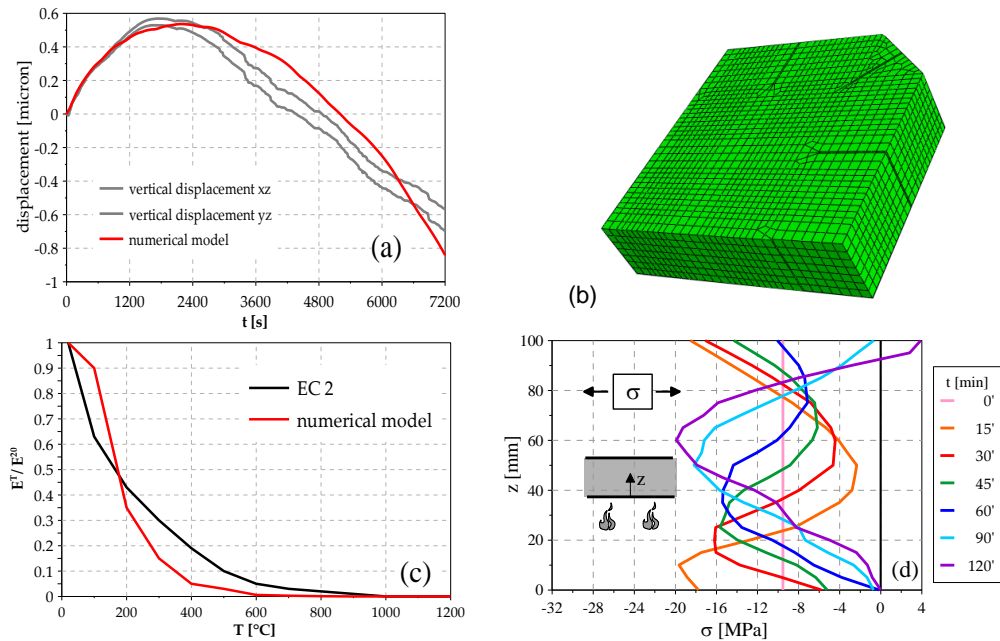 displacement [micron]
0.6
0.4
0.2
0
-0.2
-0.4
-0.6
-0.8
-1
vertical displacement xz
vertical displacement yz
numerical model
(a)
0 1200 2400 3600 4800 6000 7200
t [s]
(b)
E^T/E^20
1
0.9
0.8
0.7
0.6
0.5
0.4
0.3
0.2
0.1
0
EC 2
numerical model
(c)
0 200 400 600 800 1000 1200
T [°C]
z [mm]
100
80
60
40
20
0
σ
z
(d)
-32 -28 -24 -20 -16 -12 -8 -4 0 4
σ [MPa]
t [min]
0'
15'
30'
45'
60'
90'
120'